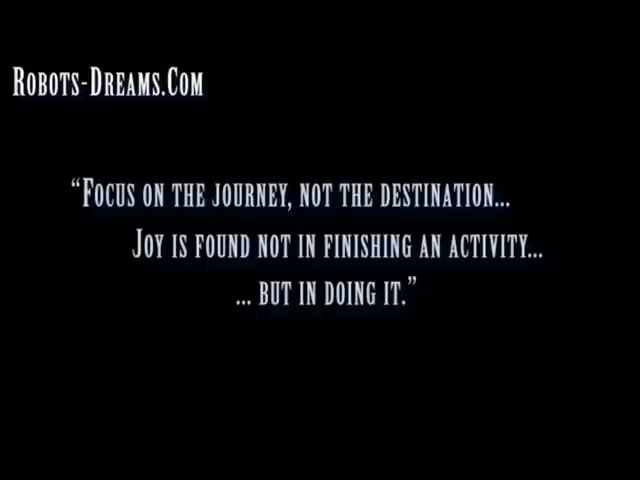 Robots-Dreams.Com
“Focus on the journey, not the destination...
Joy is found not in finishing an activity...
... but in doing it.”